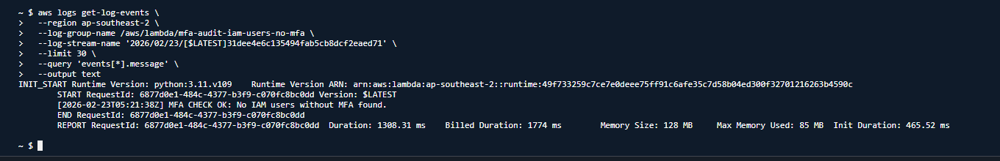 ~ $ aws logs get-log-events \
>   --region ap-southeast-2 \
>   --log-group-name /aws/lambda/mfa-audit-iam-users-no-mfa \
>   --log-stream-name '2026/02/23/[$LATEST]31dee4e6c135494fab5cb8dcf2eaed71' \
>   --limit 30 \
>   --query 'events[*].message' \
>   --output text
INIT_START Runtime Version: python:3.11.v109    Runtime Version ARN: arn:aws:lambda:ap-southeast-2::runtime:49f733259c7ce7e0deee75ff91c6afe35c7d58b04ed300f32701216263b4590c
        START RequestId: 6877d0e1-484c-4377-b3f9-c070fc8bc0dd Version: $LATEST
        [2026-02-23T05:21:38Z] MFA CHECK OK: No IAM users without MFA found.
        END RequestId: 6877d0e1-484c-4377-b3f9-c070fc8bc0dd
        REPORT RequestId: 6877d0e1-484c-4377-b3f9-c070fc8bc0dd  Duration: 1308.31 ms    Billed Duration: 1774 ms        Memory Size: 128 MB     Max Memory Used: 85 MB  Init Duration: 465.52 ms
~ $